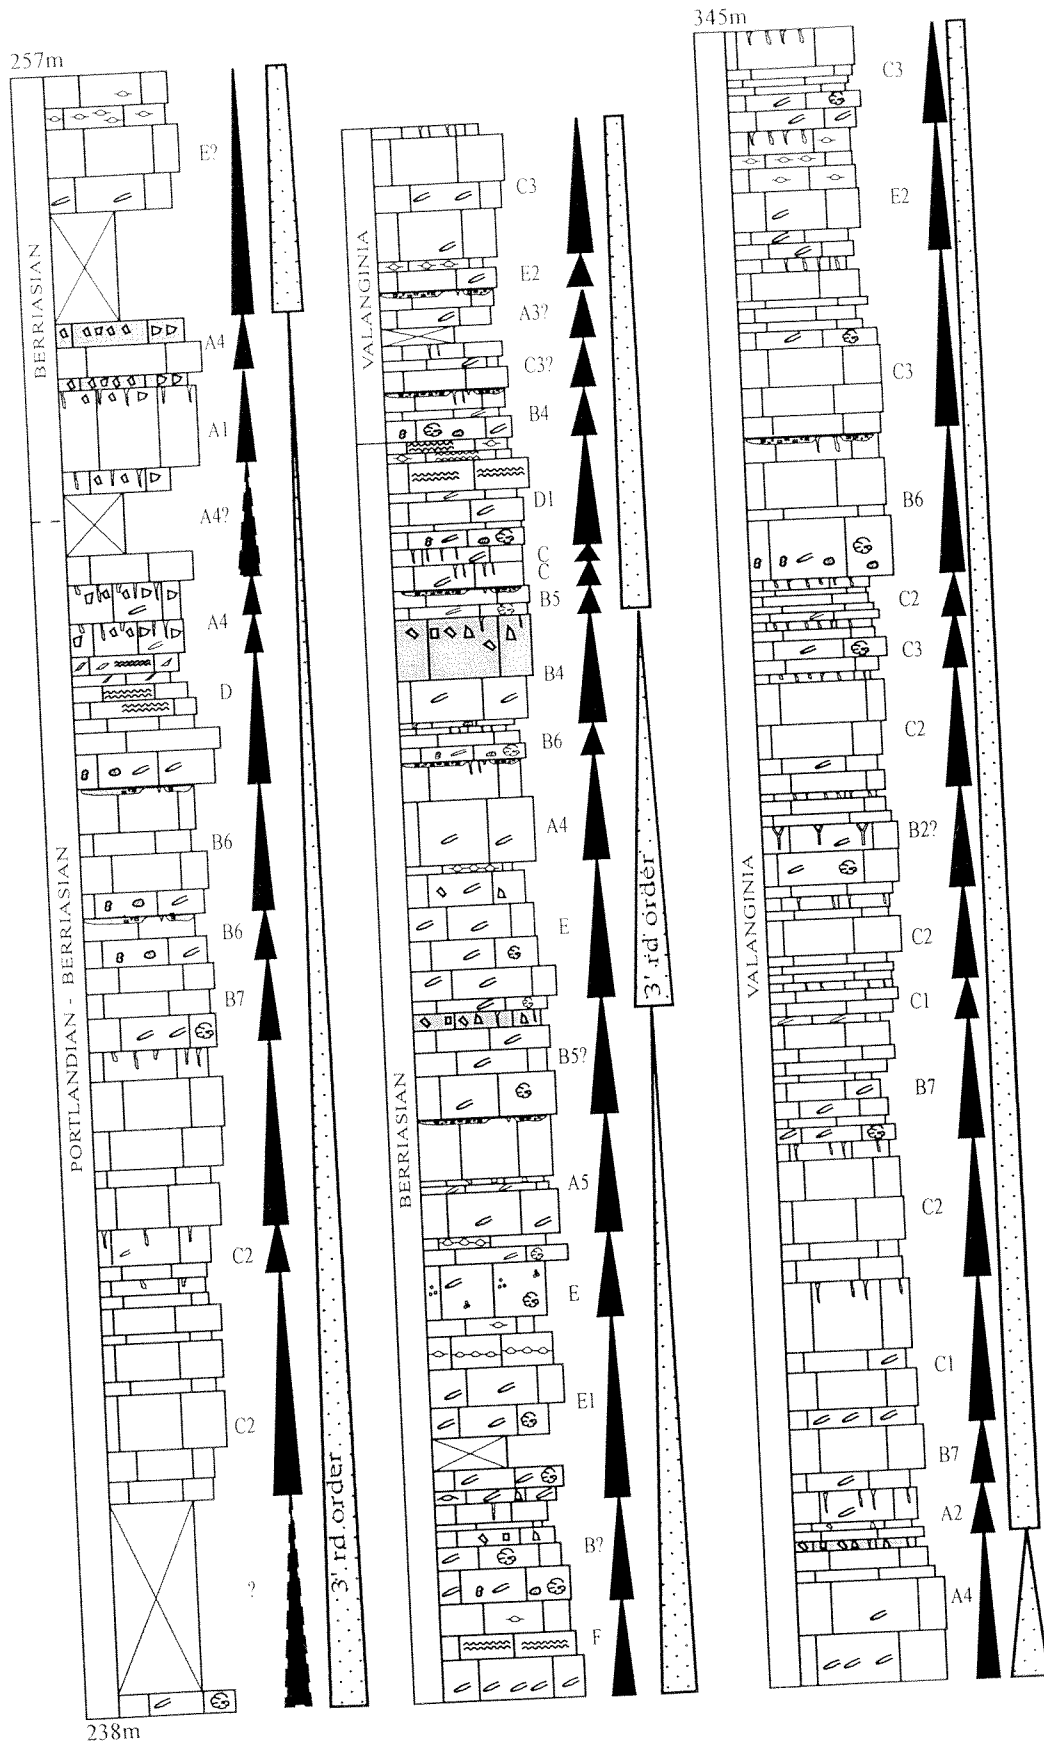 257m
BERRIASIAN
PORTLANDIAN - BERRIASIAN
E?
A4
A1
A4?
A4
D
B6
B6
B7
C2
C2
?
3'.rd.order
238m
VALANGINIA
BERRIASIAN
C3
E2
A3?
C3?
B4
D1
C
C
B5
B4
B6
A4
E
B5?
A5
E
E1
B?
F
3'.rd order
345m
VALANGINIA
C3
E2
C3
B6
C2
C3
C2
B2?
C2
C1
B7
C2
C1
B7
A2
A4